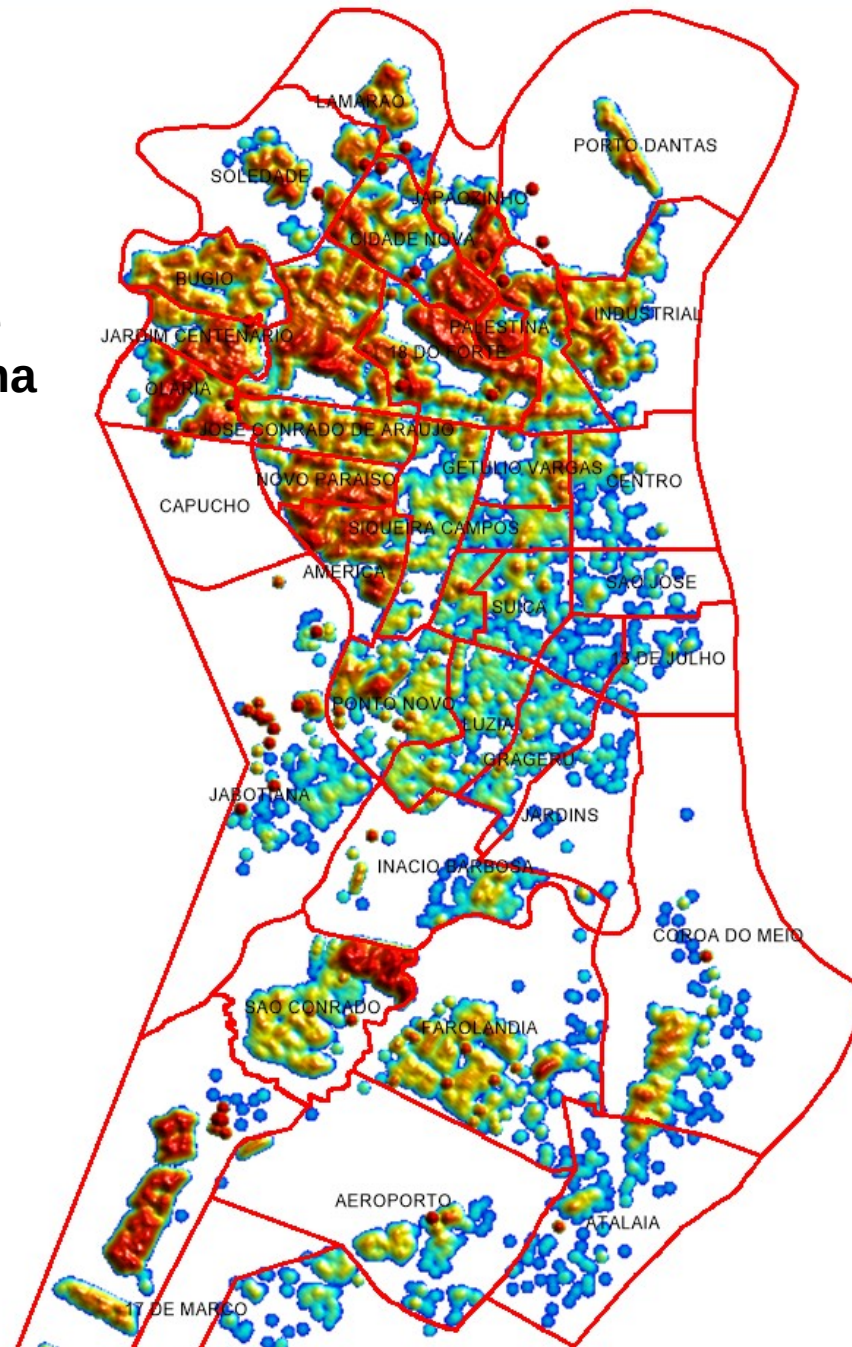 LAMARAO
PORTO DANTAS
SOLEDADE
JAPAOZINHO
CIDADE NOVA
BUGIO
INDUSTRIAL
PALESTINA
JARDIM CENTENARIO
18 DO FORTE
na
OLARIA
JOSE CONRADO DE ARAUJO
GETULIO VARGAS
NOVO PARAISO
CENTRO
CAPUCHO
SIQUEIRA CAMPOS
AMERICA
SAO JOSE
SUICA
13 DE JULHO
PONTO NOVO
LUZIA
GRAGERU
JABOTIANA
JARDINS
INACIO BARBOSA
COROA DO MEIO
SAO CONRADO
FAROLANDIA
AEROPORTO
ATALAIA
17 DE MARCO